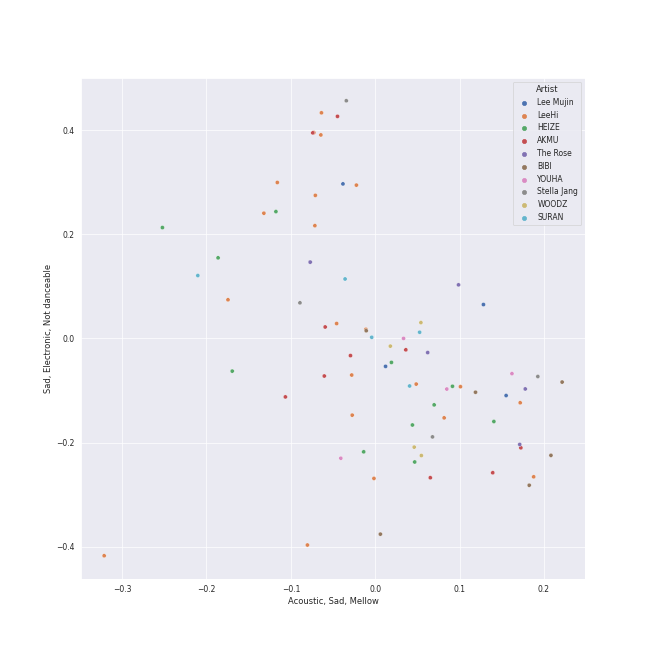 Artist
Lee Mujin
LeeHi
HEIZE
AKMU
The Rose
BIBI
YOUHA
Stella Jang
WOODZ
SURAN
0.4
0.2
0.0
−0.2
−0.4
Sad, Electronic, Not danceable
−0.3 −0.2 −0.1 0.0 0.1 0.2
Acoustic, Sad, Mellow